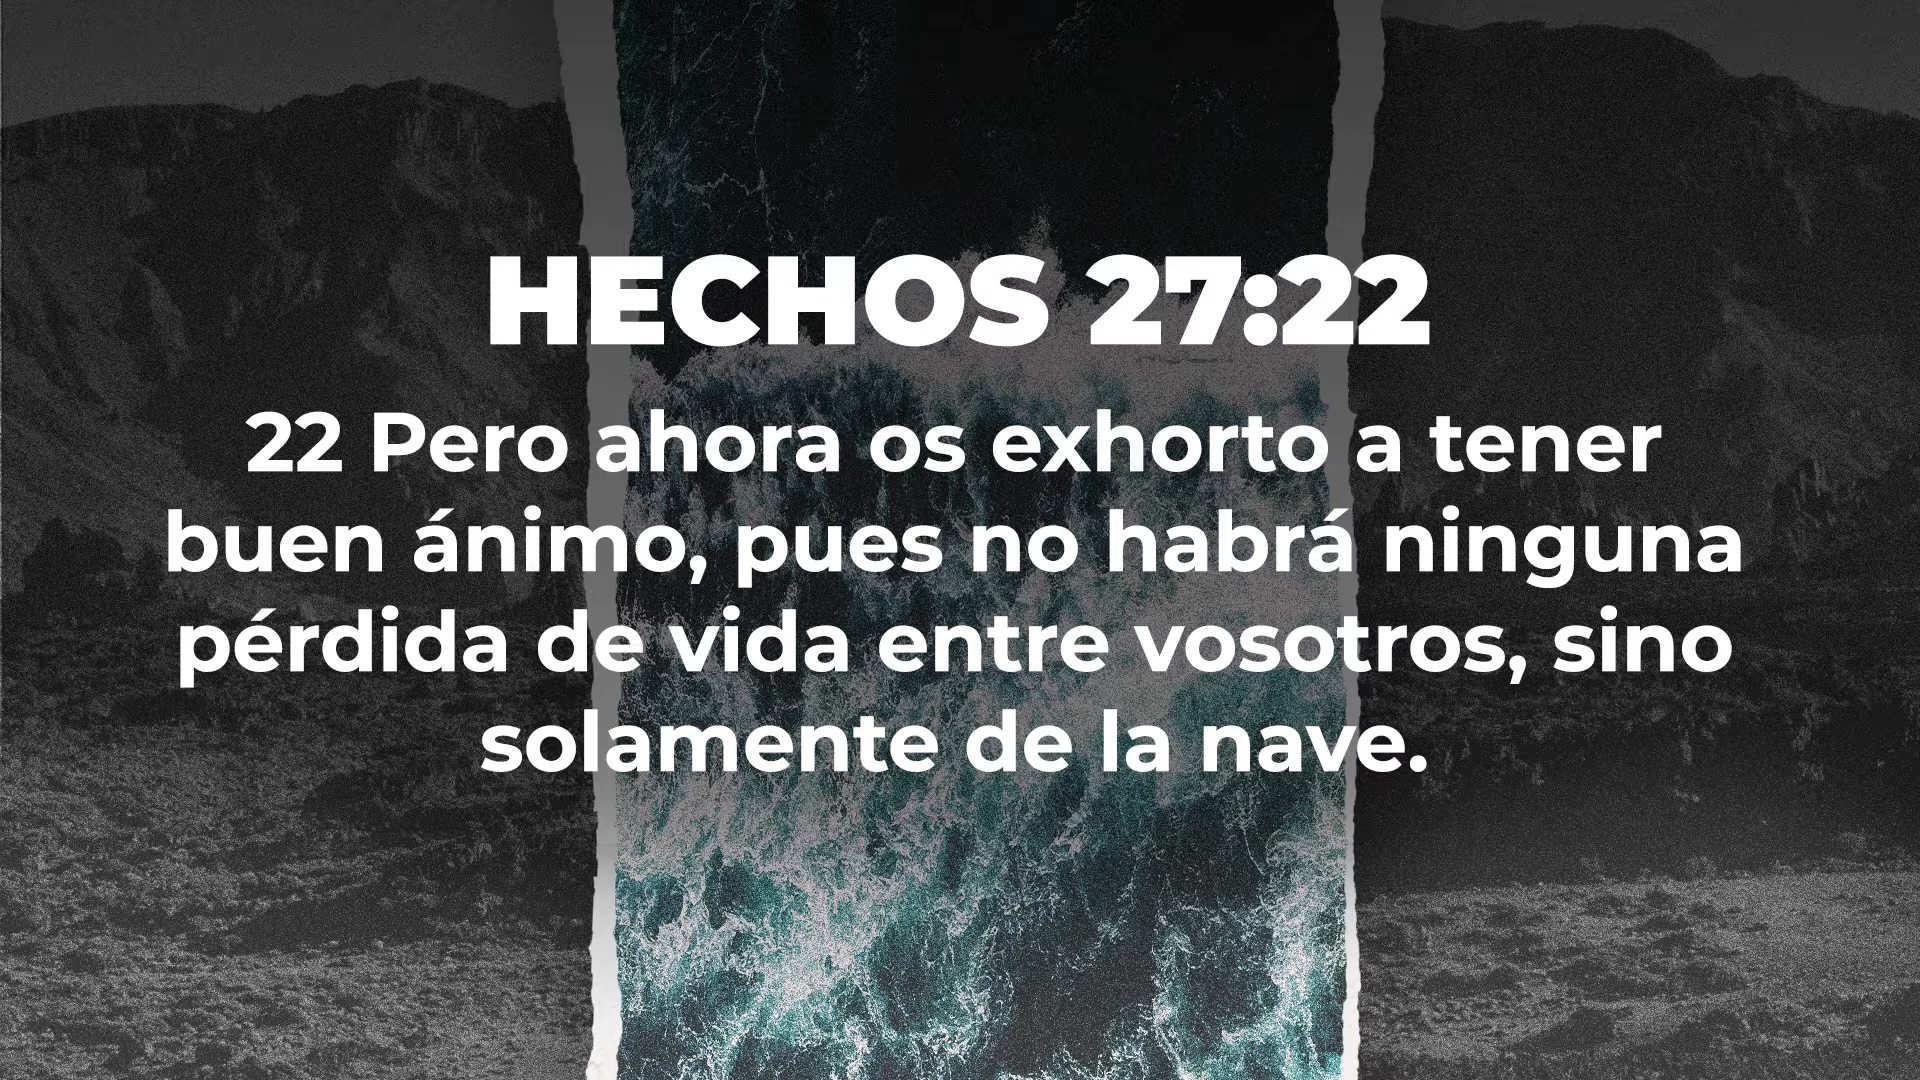 HECHOS 27:22
22 Pero ahora os exhorto a tener
buen ánimo, pues no habrá ninguna
pérdida de vida entre vosotros, sino
solamente de la nave.